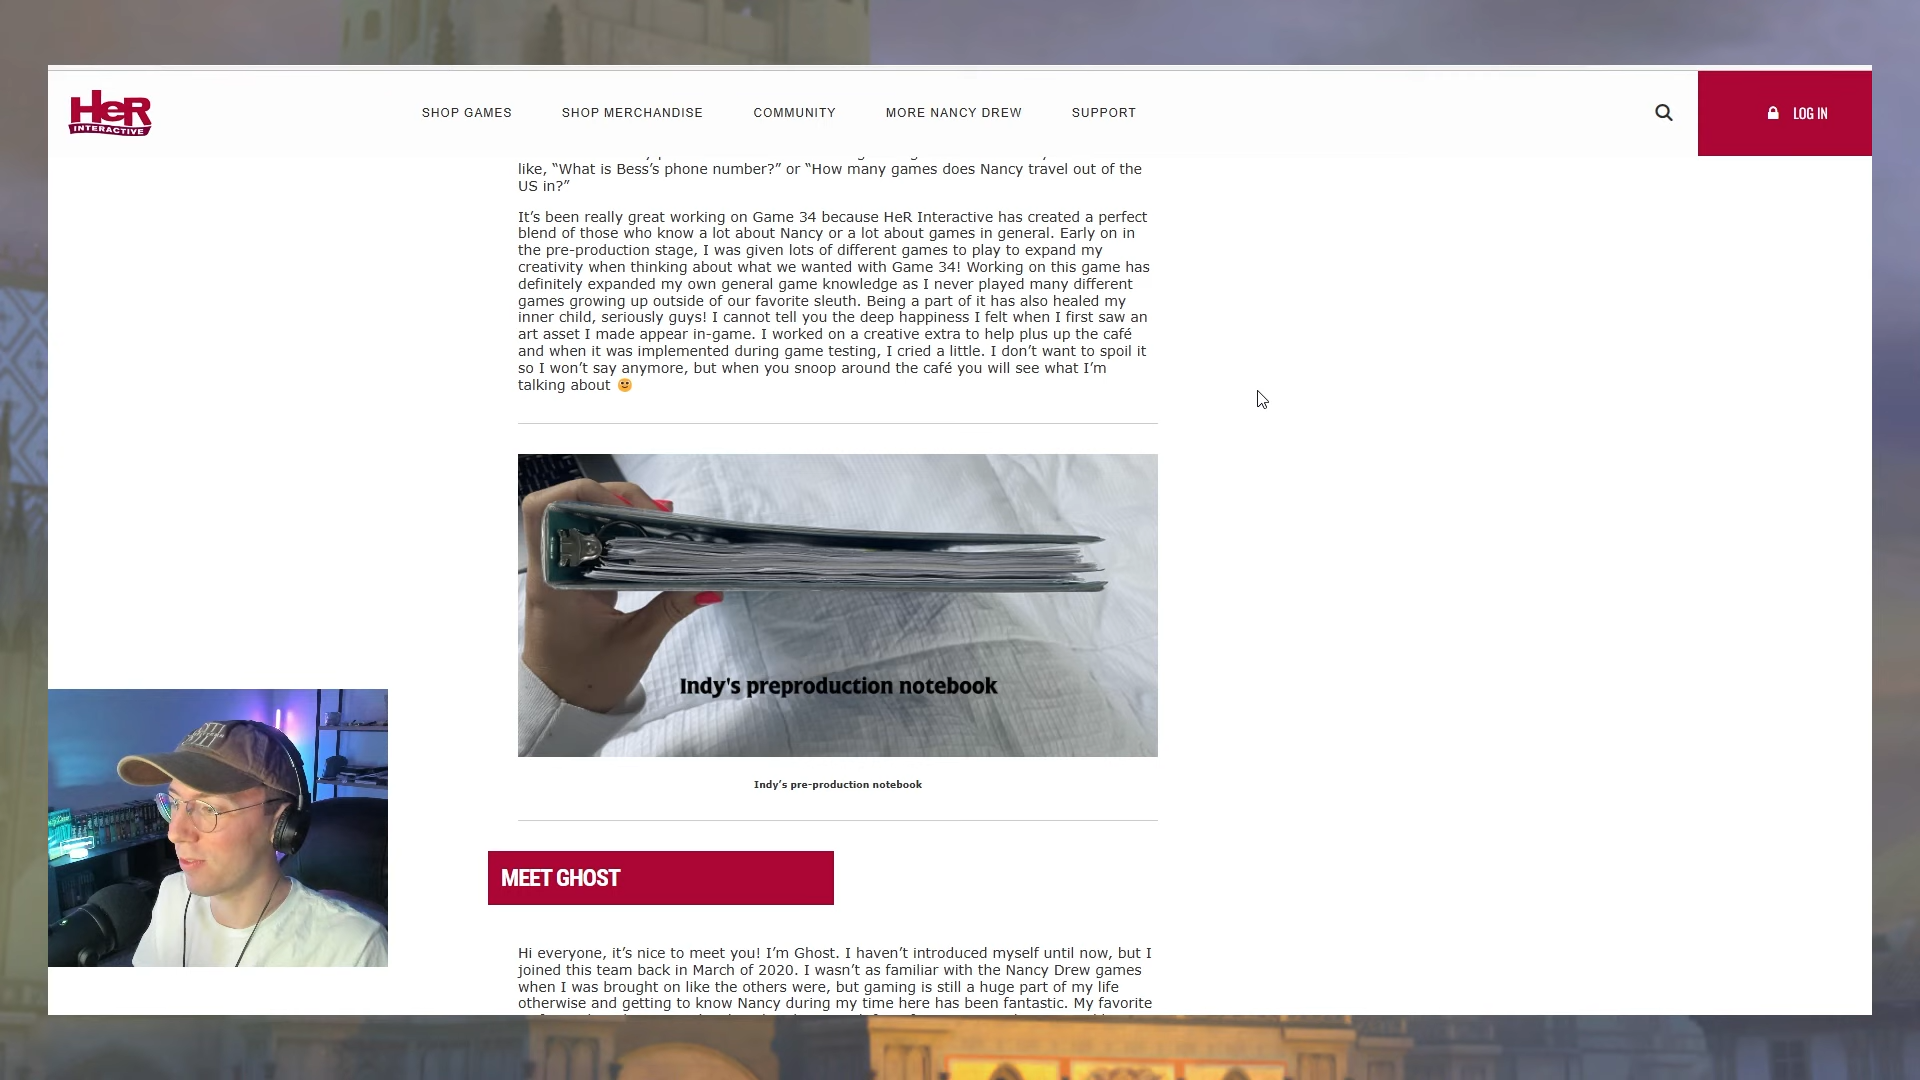 HeR
INTERACTIVE
SHOP GAMES
SHOP MERCHANDISE
COMMUNITY
MORE NANCY DREW
SUPPORT
LOG IN
like, “What is Bess’s phone number?” or “How many games does Nancy travel out of the
US in?”
It’s been really great working on Game 34 because HeR Interactive has created a perfect
blend of those who know a lot about Nancy or a lot about games in general. Early on in
the pre-production stage, I was given lots of different games to play to expand my
creativity when thinking about what we wanted with Game 34! Working on this game has
definitely expanded my own general game knowledge as I never played many different
games growing up outside of our favorite sleuth. Being a part of it has also healed my
inner child, seriously guys! I cannot tell you the deep happiness I felt when I first saw an
art asset I made appear in-game. I worked on a creative extra to help plus up the café
and when it was implemented during game testing, I cried a little. I don’t want to spoil it
so I won’t say anymore, but when you snoop around the café you will see what I’m
talking about 🙂
Indy's preproduction notebook
Indy’s pre-production notebook
MEET GHOST
Hi everyone, it’s nice to meet you! I’m Ghost. I haven’t introduced myself until now, but I
joined this team back in March of 2020. I wasn’t as familiar with the Nancy Drew games
when I was brought on like the others were, but gaming is still a huge part of my life
otherwise and getting to know Nancy during my time here has been fantastic. My favorite